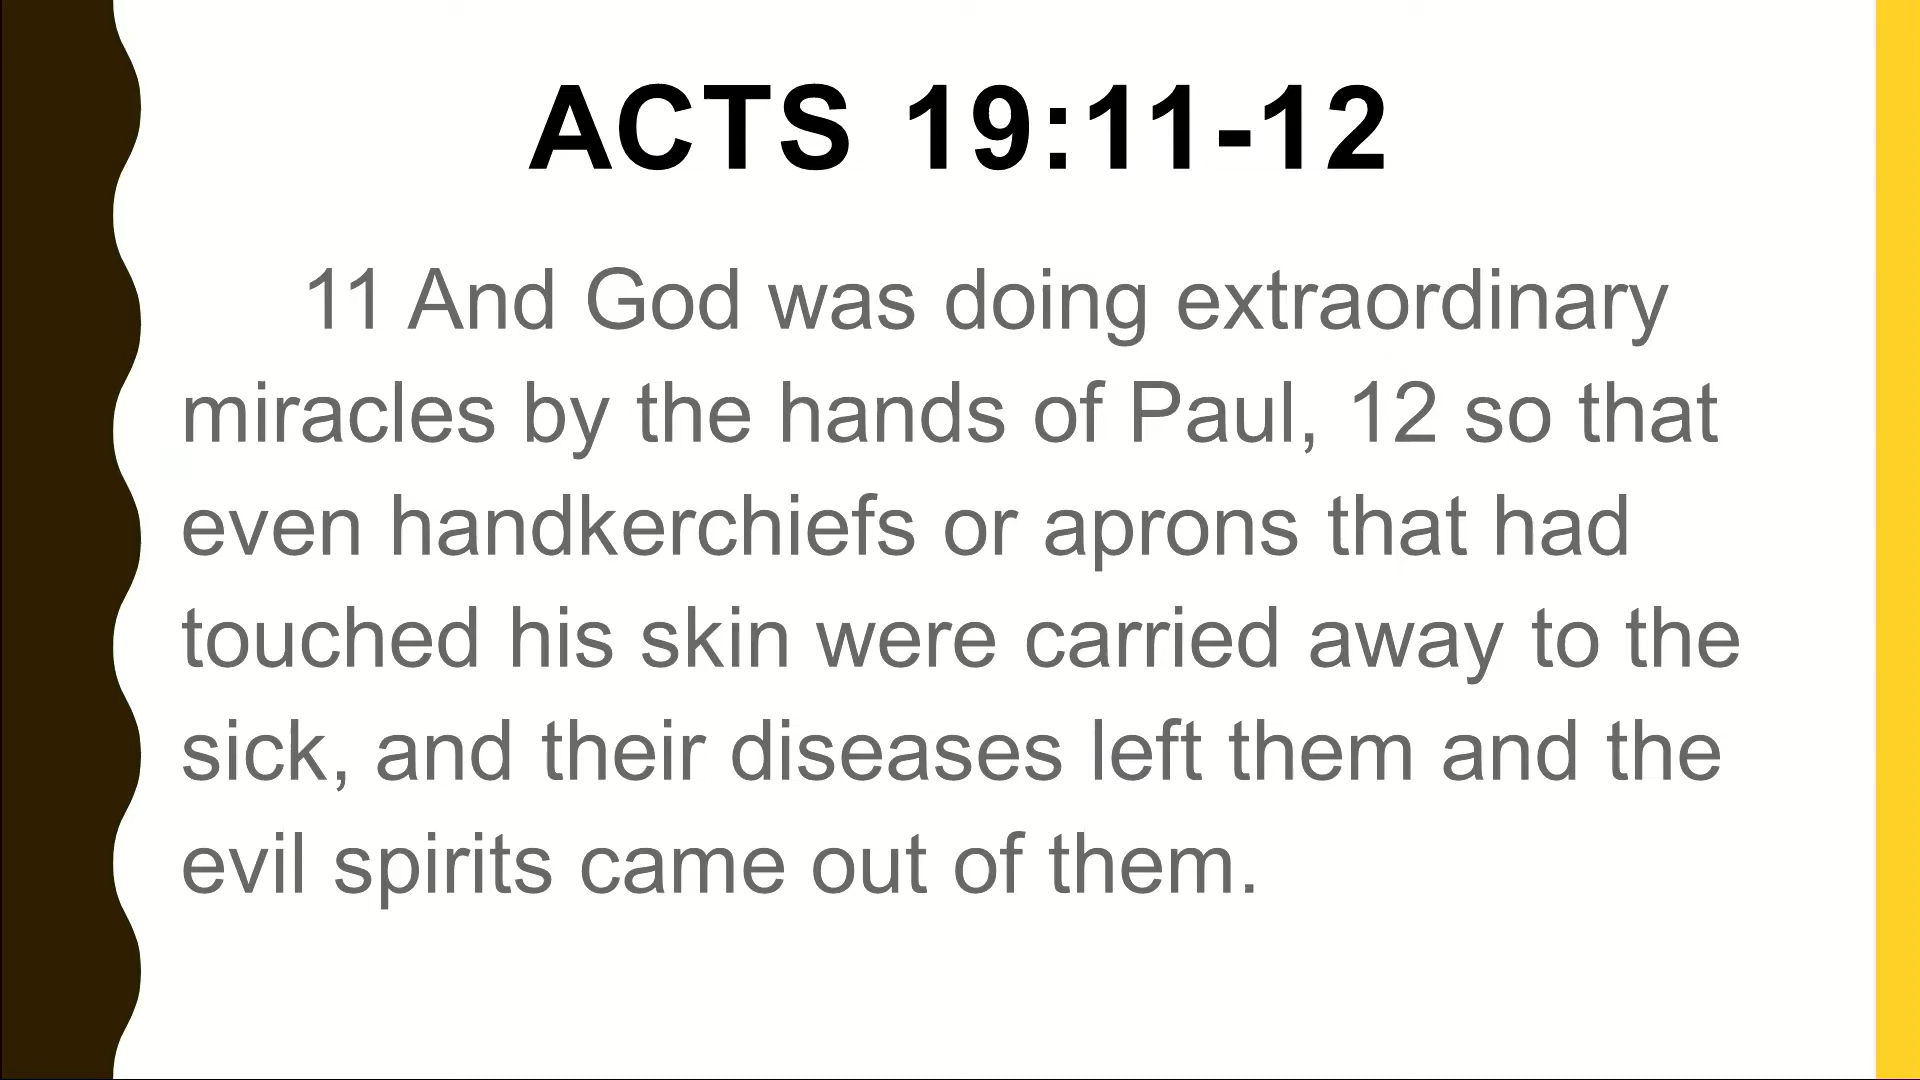 ACTS 19:11-12
11 And God was doing extraordinary
miracles by the hands of Paul, 12 so that
even handkerchiefs or aprons that had
touched his skin were carried away to the
sick, and their diseases left them and the
evil spirits came out of them.